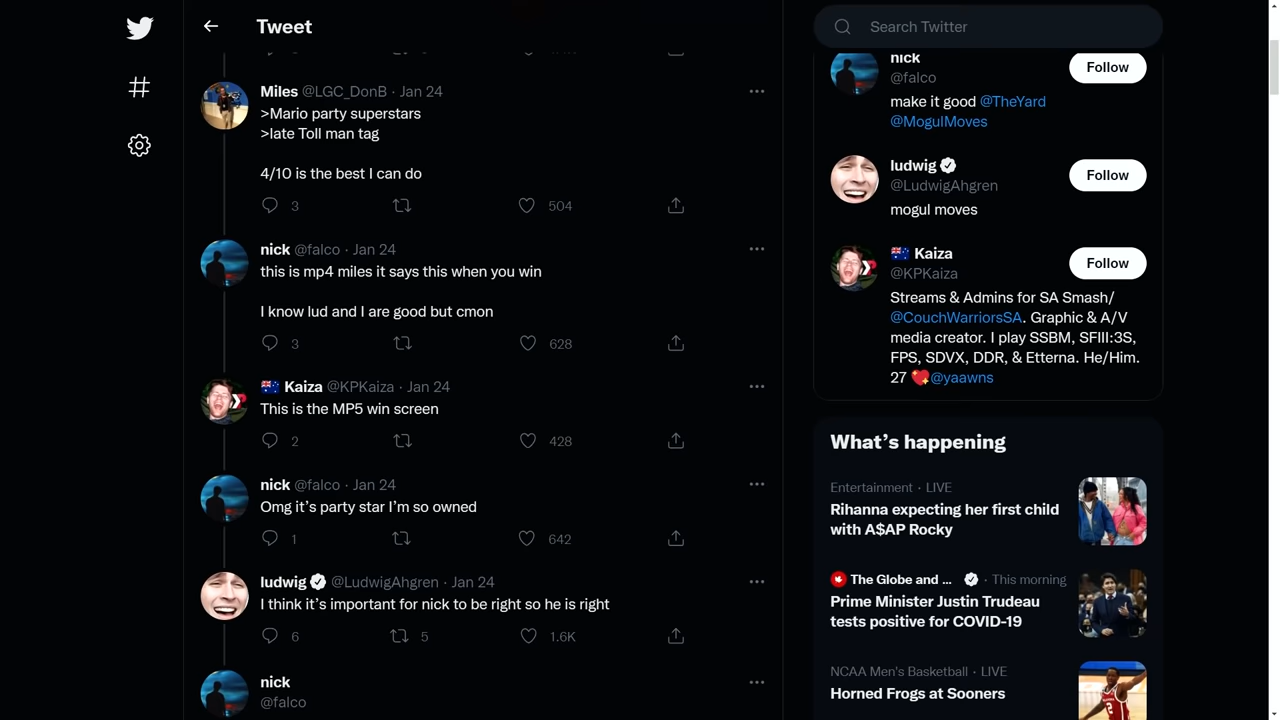 Tweet
Miles @LGC_DonB · Jan 24
>Mario party superstars
>late Toll man tag
4/10 is the best I can do
3
504
nick @falco · Jan 24
this is mp4 miles it says this when you win
I know lud and I are good but cmon
3
628
🇦🇺 Kaiza @KPKaiza · Jan 24
This is the MP5 win screen
2
428
nick @falco · Jan 24
Omg it’s party star I’m so owned
1
642
ludwig @LudwigAhgren · Jan 24
I think it’s important for nick to be right so he is right
6
5
1.6K
nick
@falco
Search Twitter
nick
@falco
Follow
make it good @TheYard
@MogulMoves
ludwig
@LudwigAhgren
Follow
mogul moves
🇦🇺 Kaiza
@KPKaiza
Follow
Streams & Admins for SA Smash/
@CouchWarriorsSA. Graphic & A/V
media creator. I play SSBM, SFIII:3S,
FPS, SDVX, DDR, & Etterna. He/Him.
27 💖@yaawns
What’s happening
Entertainment · LIVE
Rihanna expecting her first child
with A$AP Rocky
The Globe and ... · This morning
Prime Minister Justin Trudeau
tests positive for COVID-19
NCAA Men's Basketball · LIVE
Horned Frogs at Sooners